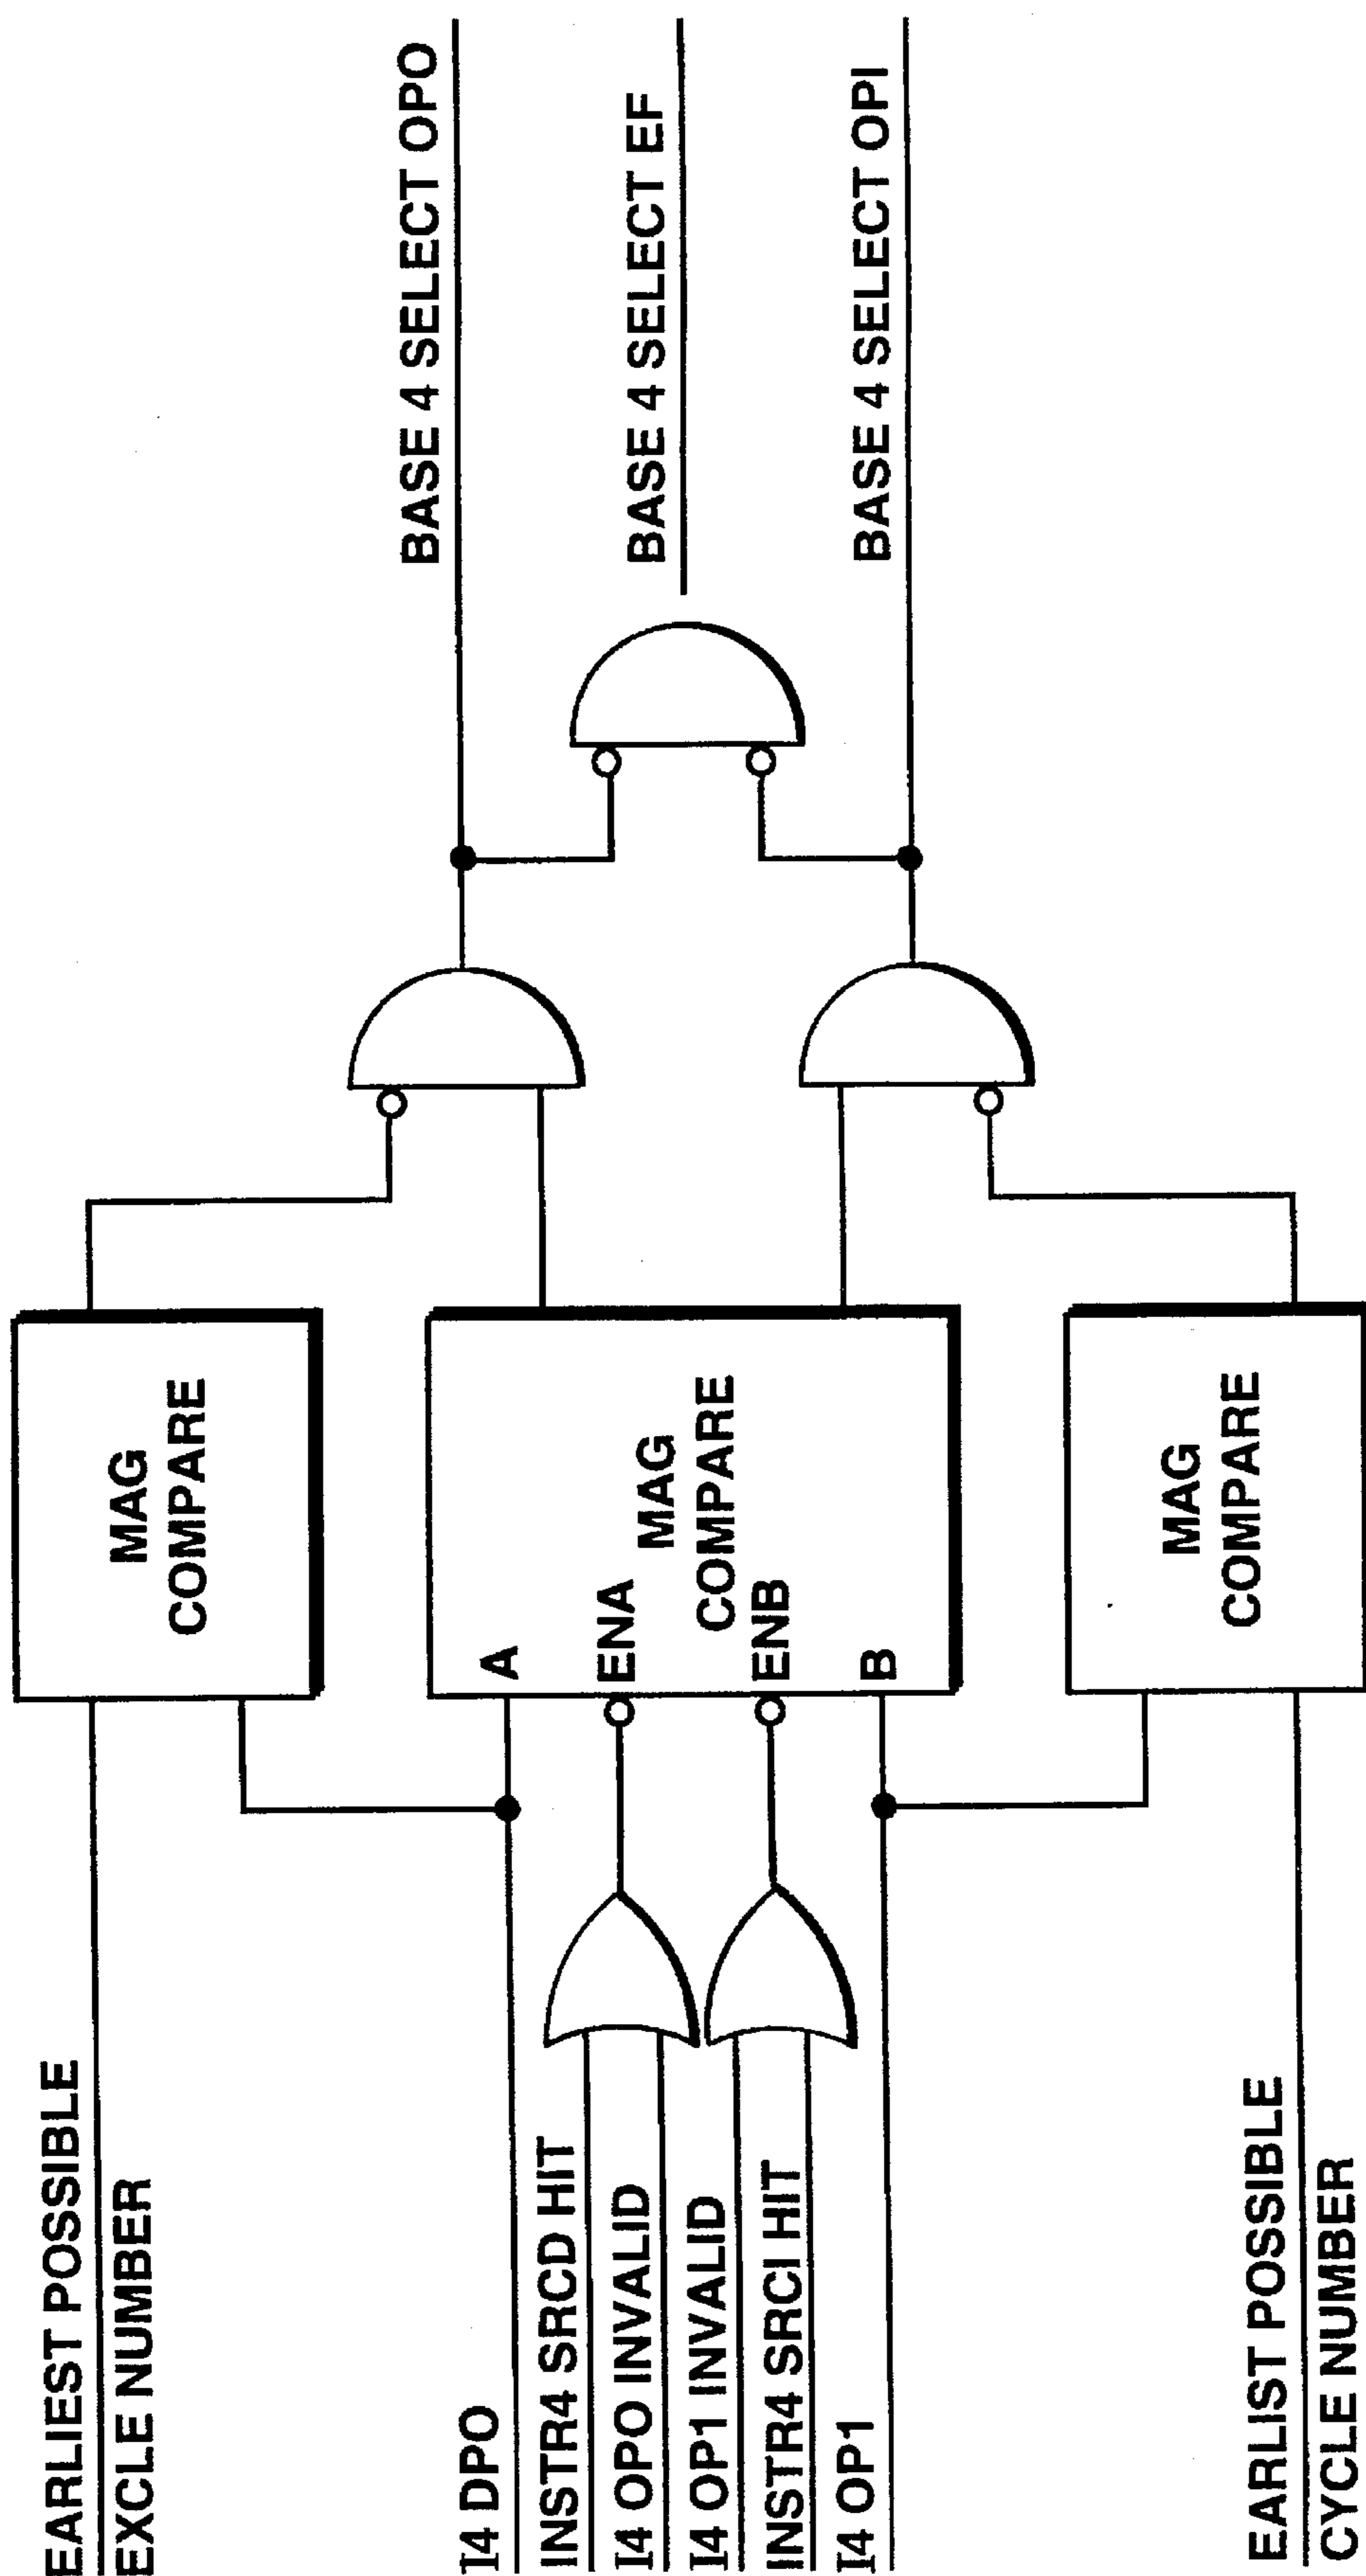 EARLIEST POSSIBLE
EXCLE NUMBER
I4 DPO
INSTR4 SRCD HIT
I4 OPO INVALID
I4 OP1 INVALID
INSTR4 SRCI HIT
I4 OP1
EARLIST POSSIBLE
CYCLE NUMBER
MAG
COMPARE
A
ENA
MAG
COMPARE
ENB
B
MAG
COMPARE
BASE 4 SELECT OPO
BASE 4 SELECT EF
BASE 4 SELECT OPI